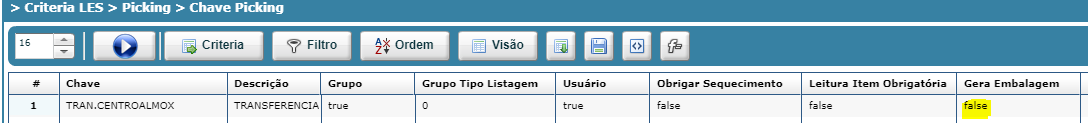 > Criteria LES > Picking > Chave Picking
16 Criteria Filtro Ordem Visão
# Chave Descrição Grupo Grupo Tipo Listagem Usuário Obrigar Sequecimento Leitura Item Obrigatória Gera Embalagem
1 TRAN.CENTROALMOX TRANSFERENCIA true 0 true false false false